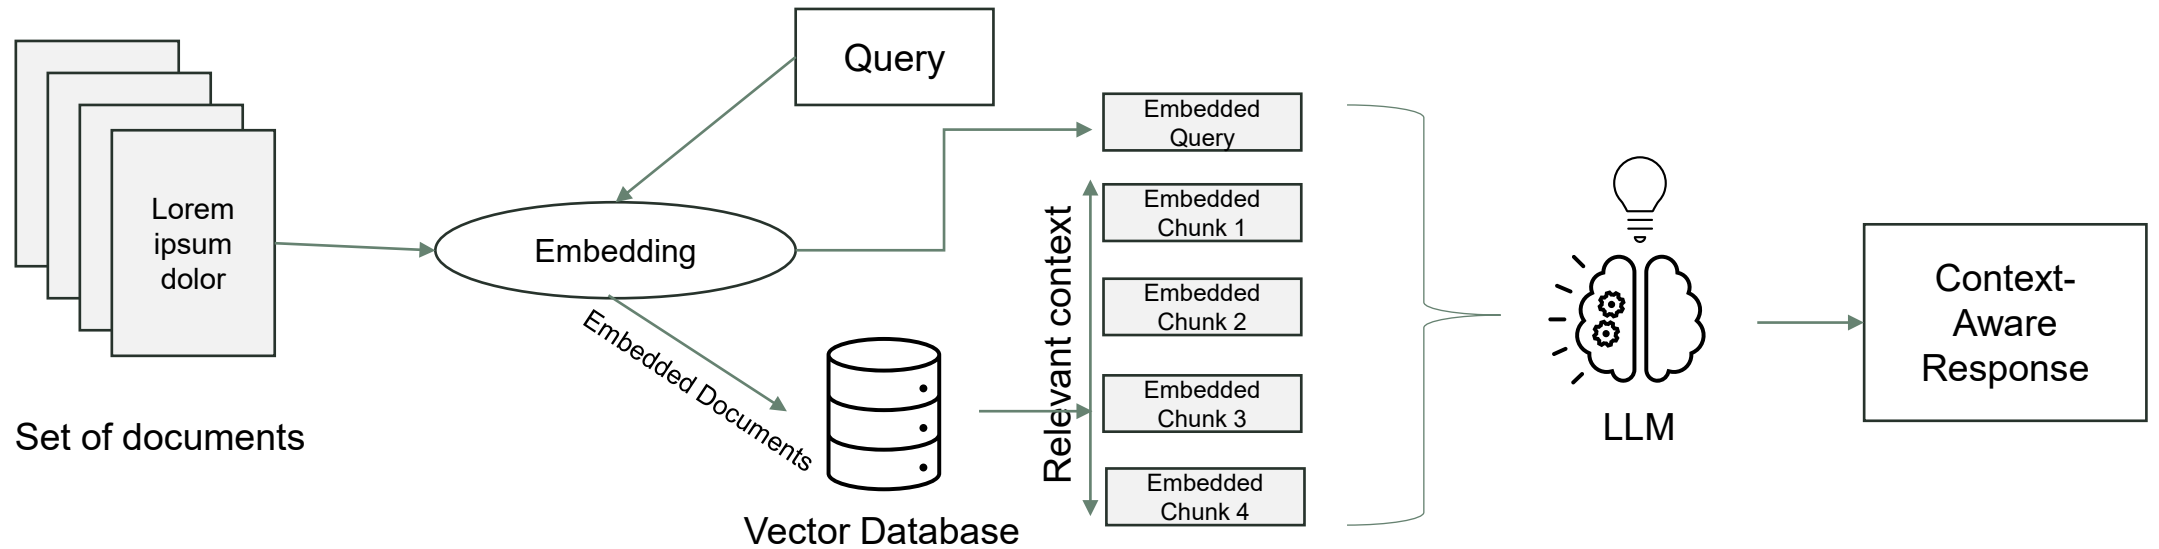 Query
Lorem
ipsum
dolor
Set of documents
Embedding
Embedded Documents
Vector Database
Relevant context
Embedded
Query
Embedded
Chunk 1
Embedded
Chunk 2
Embedded
Chunk 3
Embedded
Chunk 4
LLM
Context-
Aware
Response